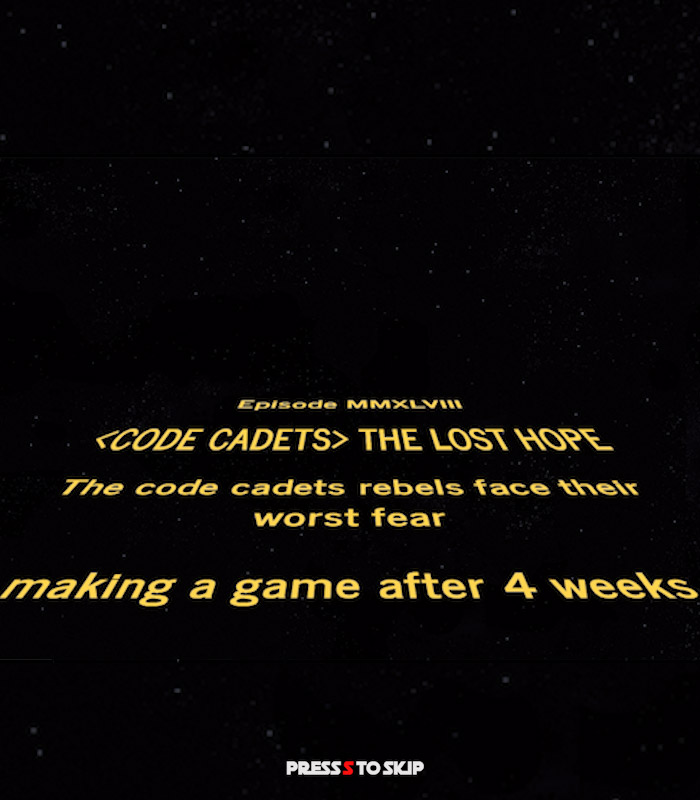 Episode MMXLVIII
<CODE CADETS> THE LOST HOPE
The code cadets rebels face their
worst fear
making a game after 4 weeks
PRESS S TO SKIP